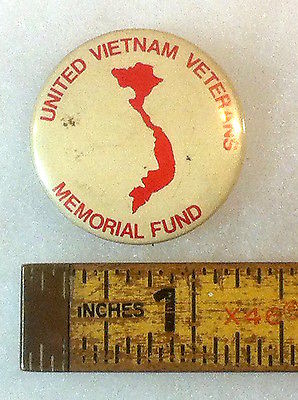 UNITED VIETNAM VETERANS
MEMORIAL FUND
INCHES 1 X46®